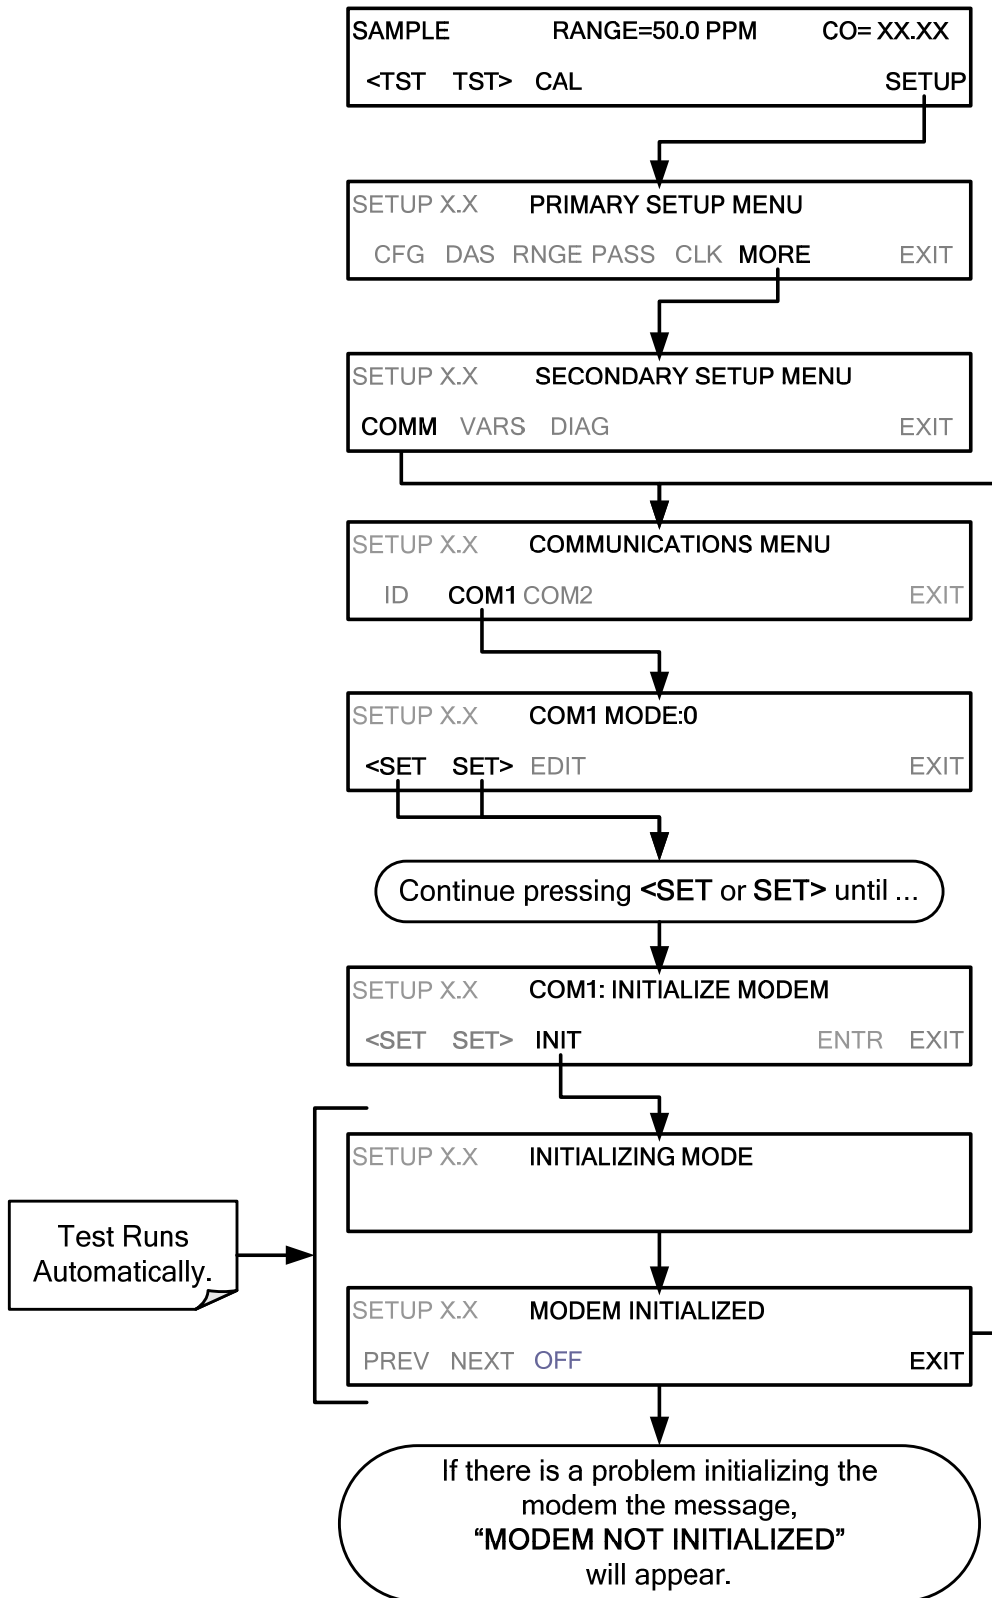 SAMPLE RANGE=50.0 PPM CO= XX.XX
<TST TST> CAL SETUP
SETUP X.X PRIMARY SETUP MENU
CFG DAS RNGE PASS CLK MORE EXIT
SETUP X.X SECONDARY SETUP MENU
COMM VARS DIAG EXIT
SETUP X.X COMMUNICATIONS MENU
ID COM1 COM2 EXIT
SETUP X.X COM1 MODE:0
<SET SET> EDIT EXIT
Continue pressing <SET or SET> until ...
SETUP X.X COM1: INITIALIZE MODEM
<SET SET> INIT ENTR EXIT
SETUP X.X INITIALIZING MODE
Test Runs
Automatically.
SETUP X.X MODEM INITIALIZED
PREV NEXT OFF EXIT
If there is a problem initializing the
modem the message,
“MODEM NOT INITIALIZED”
will appear.